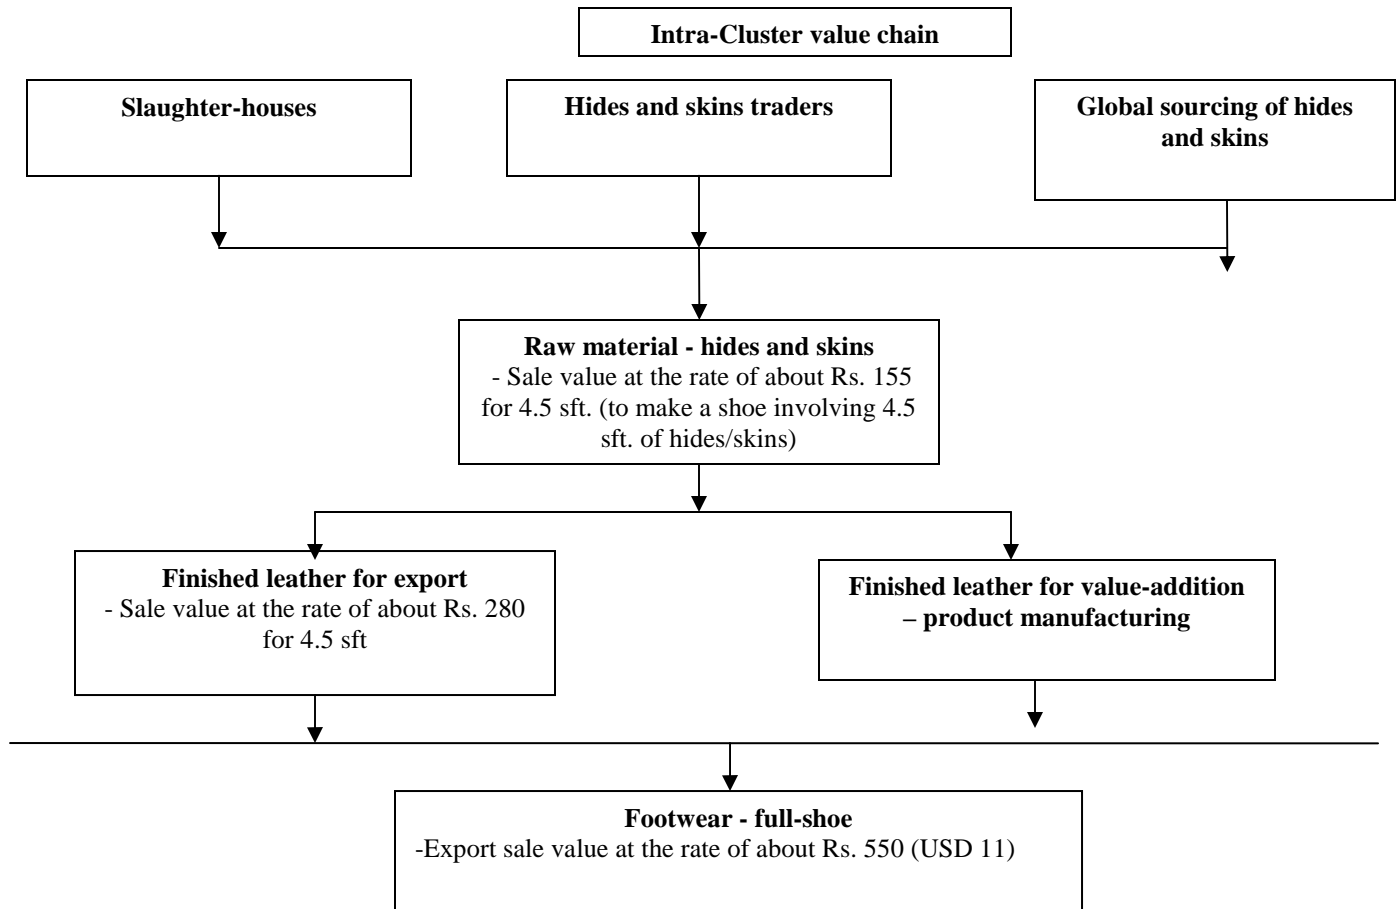 Intra-Cluster value chain
Slaughter-houses
Hides and skins traders
Global sourcing of hides
and skins
Raw material - hides and skins
- Sale value at the rate of about Rs. 155
for 4.5 sft. (to make a shoe involving 4.5
sft. of hides/skins)
Finished leather for export
- Sale value at the rate of about Rs. 280
for 4.5 sft
Finished leather for value-addition
– product manufacturing
Footwear - full-shoe
-Export sale value at the rate of about Rs. 550 (USD 11)